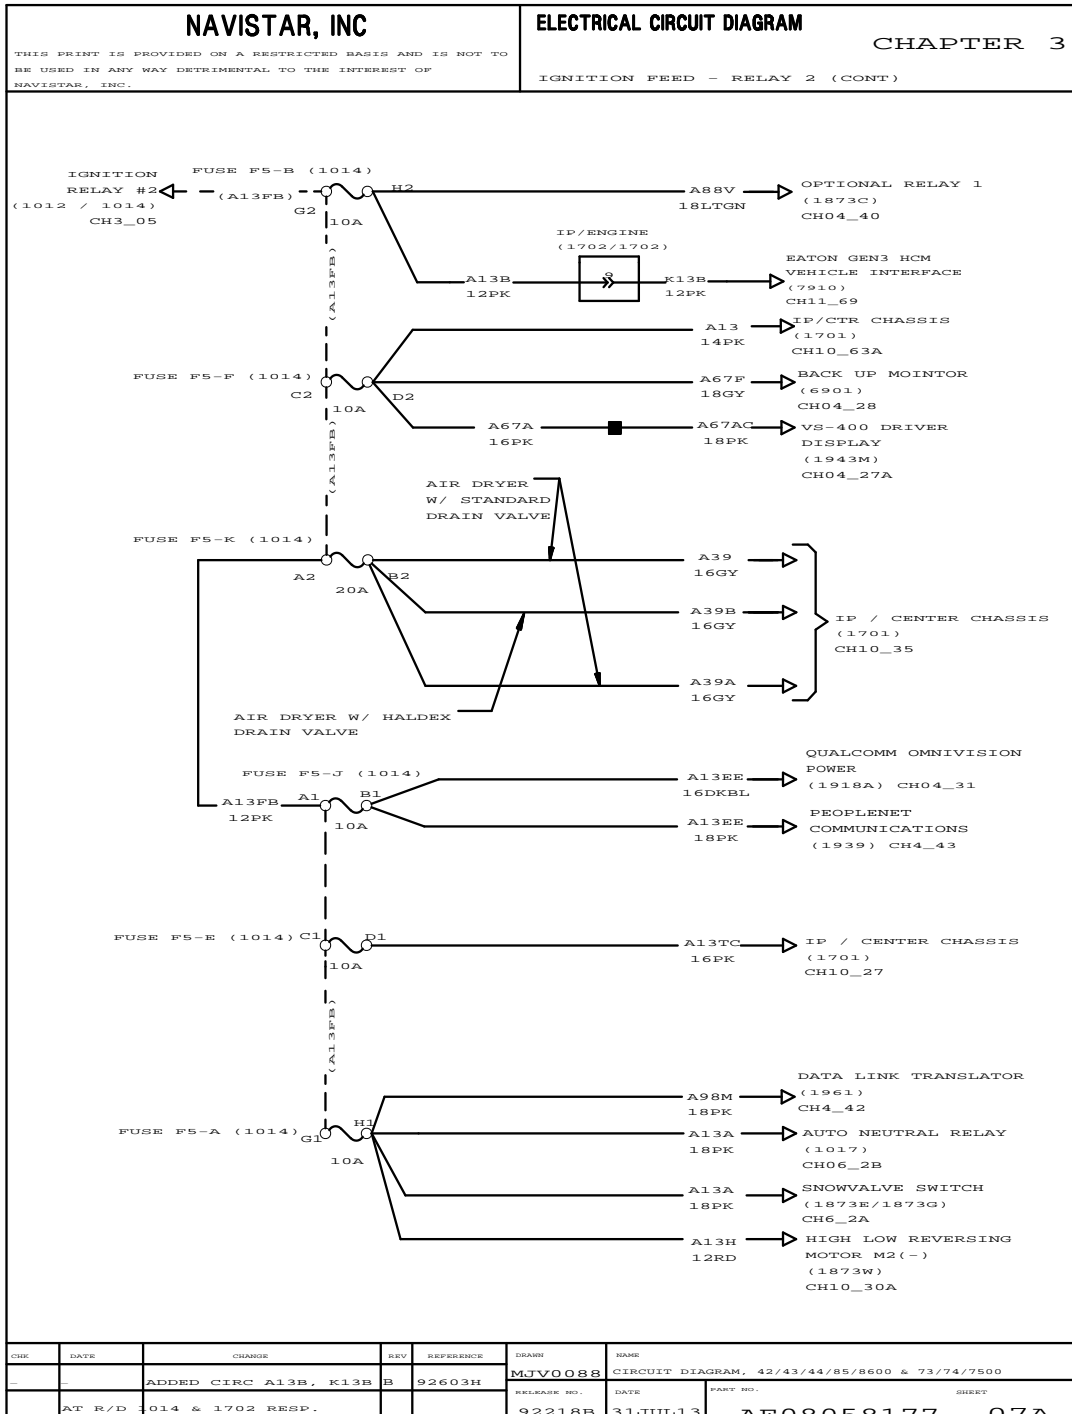 NAVISTAR, INC
THIS PRINT IS PROVIDED ON A RESTRICTED BASIS AND IS NOT TO
BE USED IN ANY WAY DETRIMENTAL TO THE INTEREST OF
NAVISTAR, INC.
ELECTRICAL CIRCUIT DIAGRAM
CHAPTER 3
IGNITION FEED - RELAY 2 (CONT)
IGNITION
RELAY #2
(1012 / 1014)
CH3_05
(A13FB)
FUSE F5-B (1014)
G2
H2
10A
A88V
18LTGN
OPTIONAL RELAY 1
(1873C)
CH04_40
IP/ENGINE
(1702/1702)
9
A13B
12PK
K13B
12PK
EATON GEN3 HCM
VEHICLE INTERFACE
(7910)
CH11_69
(A13FB)
A13
14PK
IP/CTR CHASSIS
(1701)
CH10_63A
FUSE F5-F (1014)
C2
D2
10A
A67F
18GY
BACK UP MOINTOR
(6901)
CH04_28
A67A
16PK
A67AC
18PK
VS-400 DRIVER
DISPLAY
(1943M)
CH04_27A
(A13FB)
AIR DRYER
W/ STANDARD
DRAIN VALVE
FUSE F5-K (1014)
A2
B2
20A
A39
16GY
A39B
16GY
IP / CENTER CHASSIS
(1701)
CH10_35
A39A
16GY
AIR DRYER W/ HALDEX
DRAIN VALVE
FUSE F5-J (1014)
A13FB
12PK
A1
B1
10A
A13EE
16DKBL
QUALCOMM OMNIVISION
POWER
(1918A) CH04_31
A13EE
18PK
PEOPLENET
COMMUNICATIONS
(1939) CH4_43
FUSE F5-E (1014)
C1
D1
10A
A13TC
16PK
IP / CENTER CHASSIS
(1701)
CH10_27
(A13FB)
A98M
18PK
DATA LINK TRANSLATOR
(1961)
CH4_42
FUSE F5-A (1014)
G1
H1
10A
A13A
18PK
AUTO NEUTRAL RELAY
(1017)
CH06_2B
A13A
18PK
SNOWVALVE SWITCH
(1873E/1873G)
CH6_2A
A13H
12RD
HIGH LOW REVERSING
MOTOR M2(-)
(1873W)
CH10_30A
CHK DATE CHANGE REV REFERENCE
- - ADDED CIRC A13B, K13B B 92603H
AT R/D 1014 & 1702 RESP.
DRAWN
MJV0088
NAME
CIRCUIT DIAGRAM, 42/43/44/85/8600 & 73/74/7500
RELEASE NO.
92218B
DATE
31JUL13
PART NO.
AE08058177
SHEET
07A